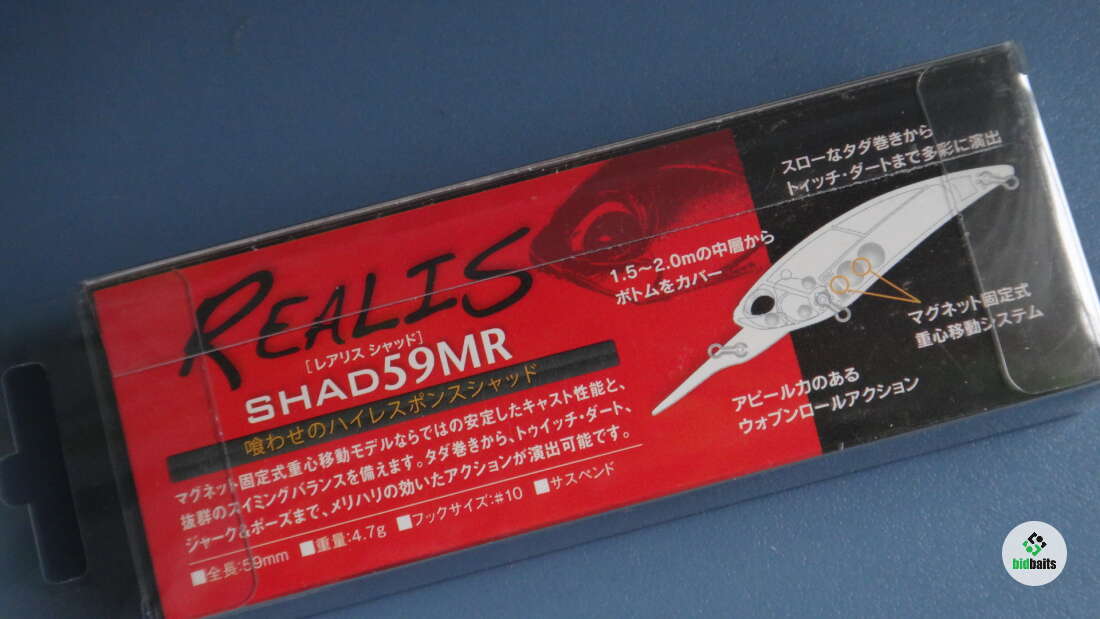 REALIS
[レアリス シャッド]
SHAD59MR
喰わせのハイレスポンスシャッド
マグネット固定式重心移動モデルならではの安定したキャスト性能と、
抜群のスイミングバランスを備えます。タダ巻きから、トゥイッチ・ダート、
ジャーク&ポーズまで、メリハリの効いたアクションが演出可能です。
■全長:59mm ■重量:4.7g ■フックサイズ:#10 ■サスペンド
スローなタダ巻きから
トィッチ・ダートまで多彩に演出
1.5〜2.0mの中層から
ボトムをカバー
マグネット固定式
重心移動システム
アピール力のある
ウォブンロールアクション
bidbaits